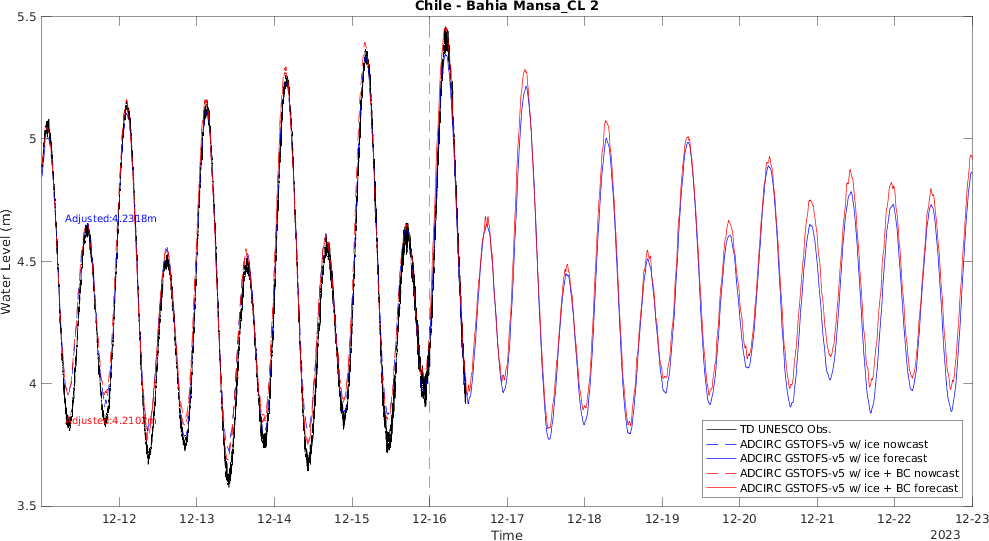 Chile - Bahia Mansa_CL 2
Water Level (m)
5.5
5
4.5
4
3.5
Adjusted:4.2318m
Adjusted:4.2102m
TD UNESCO Obs.
ADCIRC GSTOFS-v5 w/ ice nowcast
ADCIRC GSTOFS-v5 w/ ice forecast
ADCIRC GSTOFS-v5 w/ ice + BC nowcast
ADCIRC GSTOFS-v5 w/ ice + BC forecast
12-12 12-13 12-14 12-15 12-16 12-17 12-18 12-19 12-20 12-21 12-22 12-23
Time
2023